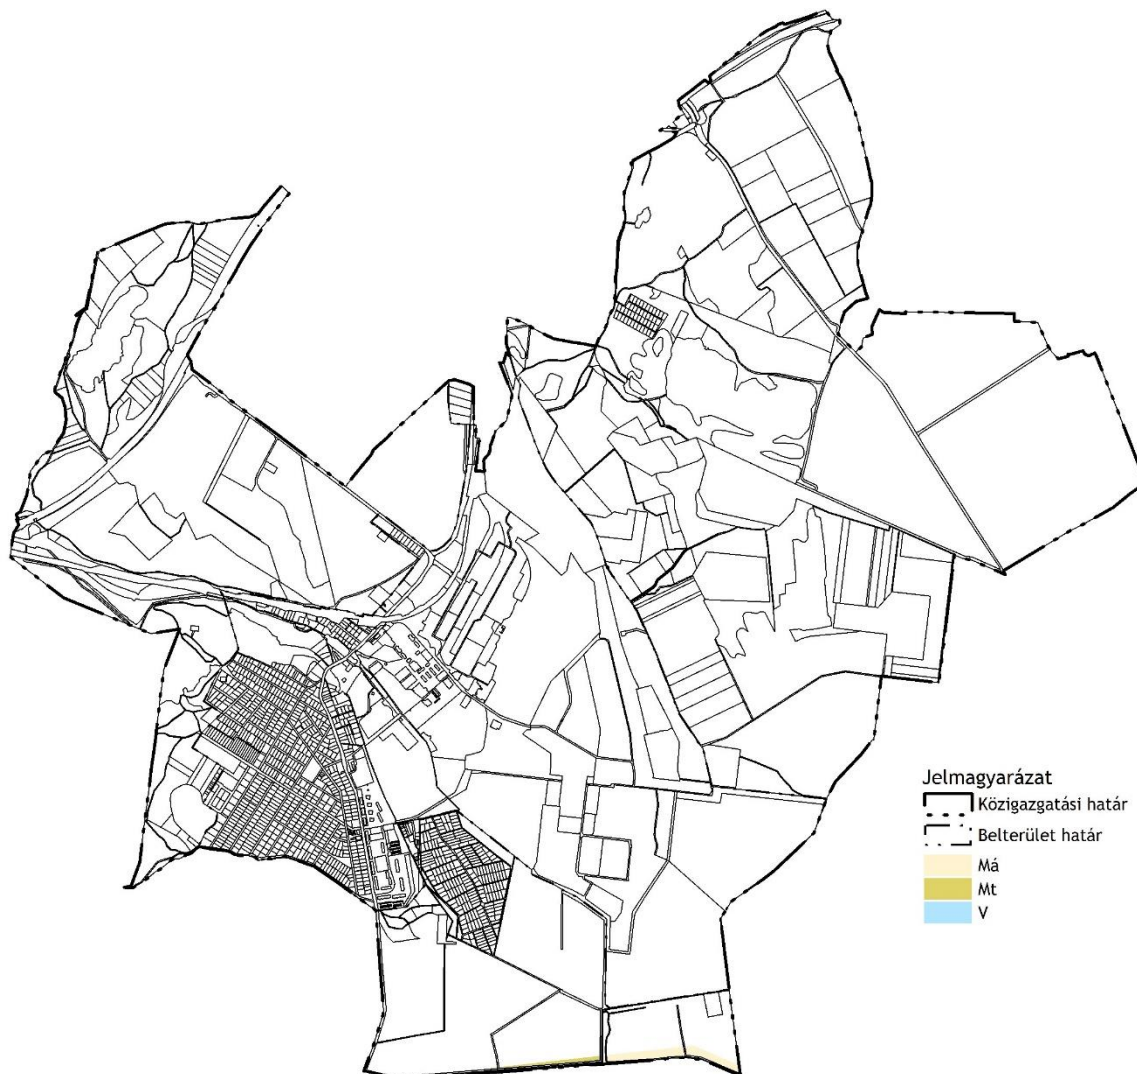 Jelmagyarázat
Közigazgatási határ
Belterület határ
Má
Mt
V